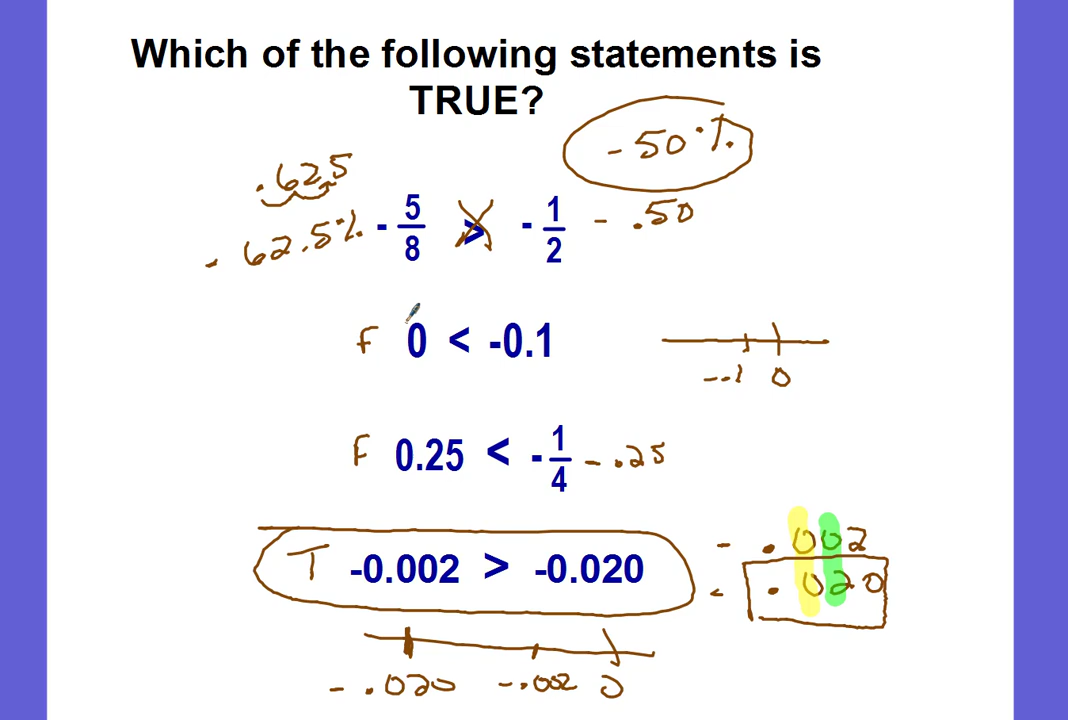 Which of the following statements is
TRUE?
- 50%
.625
- 62.5% - 5/8 > - 1/2 - .50
F 0 < -0.1
-.1 0
F 0.25 < - 1/4 - .25
- .002
T -0.002 > -0.020
- .020
- .020 -.002 0